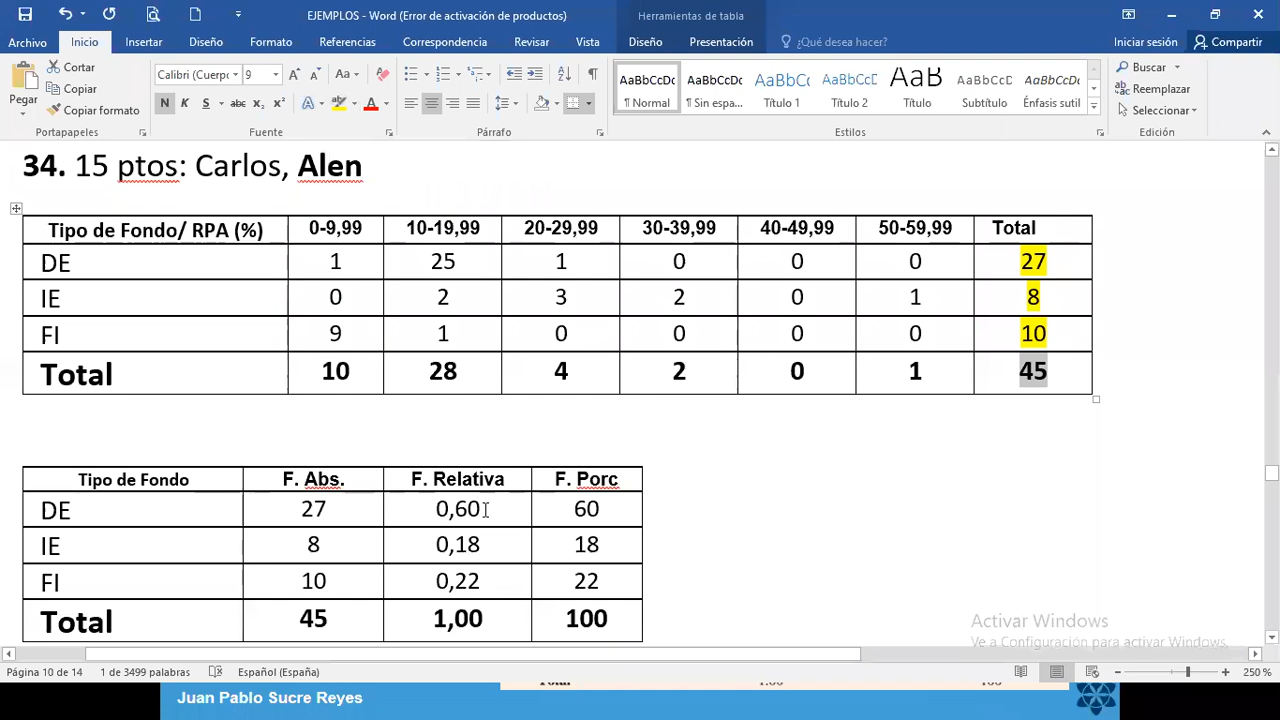 EJEMPLOS - Word (Error de activación de productos)
Herramientas de tabla
Archivo Inicio Insertar Diseño Formato Referencias Correspondencia Revisar Vista Diseño Presentación ¿Qué desea hacer? Iniciar sesión Compartir
Pegar
Cortar
Copiar
Copiar formato
Portapapeles
Calibri (Cuerpo 9
N K S abc x₂ x²
Fuente
Párrafo
AaBbCcDc AaBbCcDc AaBbCc AaBbCcC AaB AaBbCcC AaBbCcDc
¶ Normal ¶ Sin espa... Título 1 Título 2 Título Subtítulo Énfasis sutil
Estilos
Buscar
Reemplazar
Seleccionar
Edición
34. 15 ptos: Carlos, Alen
Tipo de Fondo/ RPA (%) 0-9,99 10-19,99 20-29,99 30-39,99 40-49,99 50-59,99 Total
DE 1 25 1 0 0 0 27
IE 0 2 3 2 0 1 8
FI 9 1 0 0 0 0 10
Total 10 28 4 2 0 1 45
Tipo de Fondo F. Abs. F. Relativa F. Porc
DE 27 0,60 60
IE 8 0,18 18
FI 10 0,22 22
Total 45 1,00 100
Activar Windows
Ve a Configuración para activar Windows.
Página 10 de 14 1 de 3499 palabras Español (España) 250 %
Juan Pablo Sucre Reyes